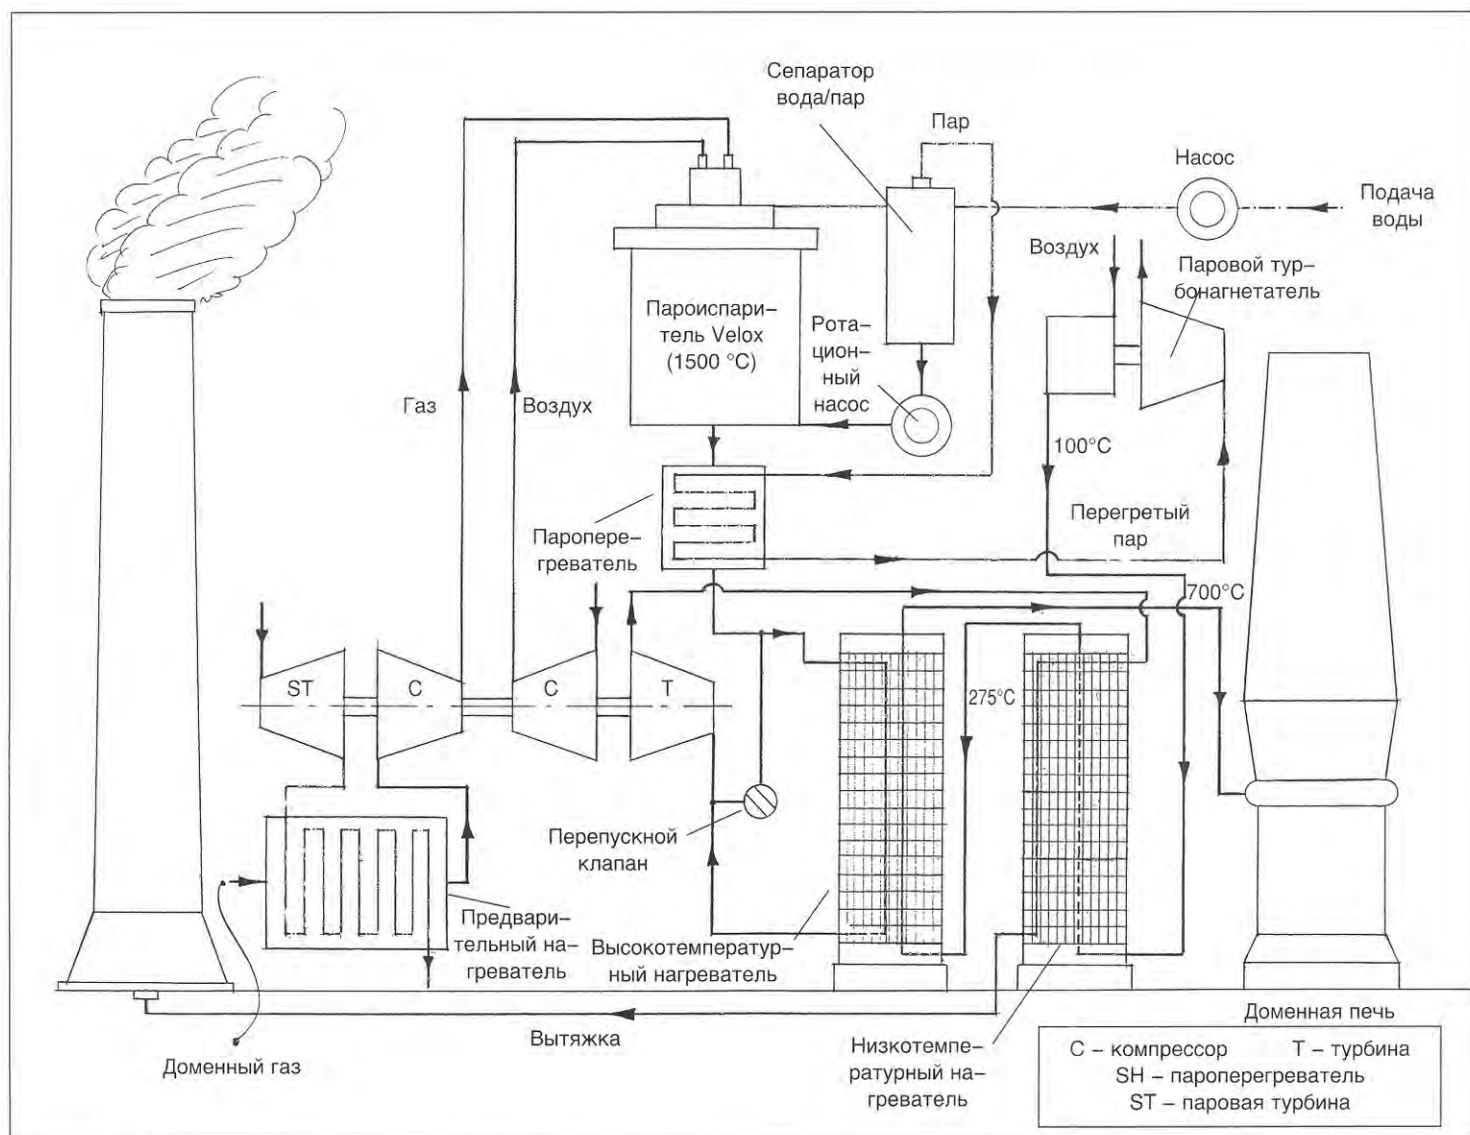 Сепаратор
вода/пар
Пар
Насос
Подача
воды
Воздух
Паровой тур–
бонагнетатель
Пароиспари–
тель Velox
(1500 °C)
Рота–
цион–
ный
насос
Газ
Воздух
100°C
Перегретый
пар
Паропере–
греватель
700°C
ST
C
C
T
275°C
Перепускной
клапан
Предвари–
тельный на–
греватель
Высокотемператур–
ный нагреватель
Доменная печь
Вытяжка
Доменный газ
Низкотемпе–
ратурный на–
греватель
C – компрессор T – турбина
SH – пароперегреватель
ST – паровая турбина